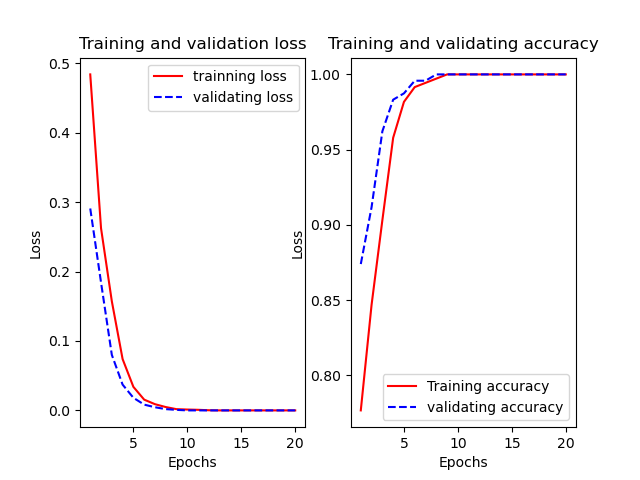 Training and validation loss
0.5
0.4
0.3
0.2
0.1
0.0
Loss
trainning loss
validating loss
5
10
15
20
Epochs
Training and validating accuracy
1.00
0.95
0.90
0.85
0.80
Loss
Training accuracy
validating accuracy
5
10
15
20
Epochs